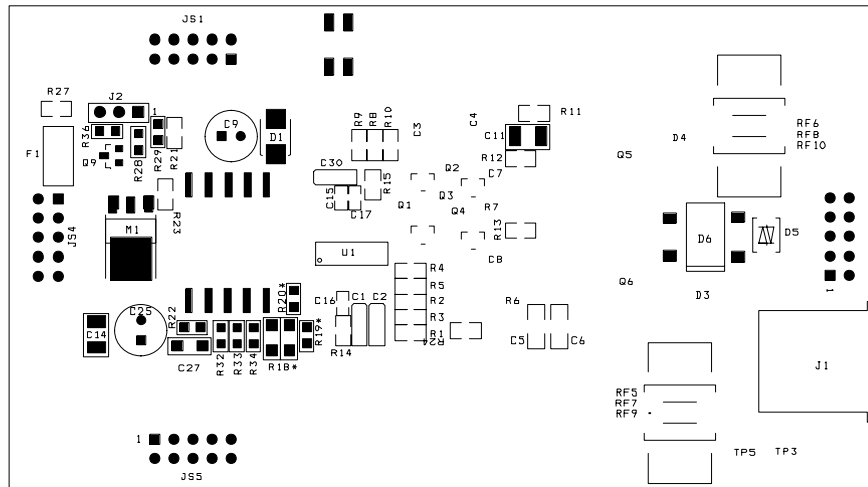 JS1
R27
J2
1
R36
Q9
R28
R29
R21
F1
C9
D1
R9
R8
R10
C3
C4
R11
C11
R12
C7
Q5
D4
RF6
RF8
RF10
C30
C15
C17
R15
Q2
Q3
Q1
Q4
R7
R13
C8
JS4
M1
R23
U1
D6
D5
1
Q6
D3
R4
R5
R2
R3
R1
R24
R6
C5
C6
C14
C25
R22
C27
R32
R33
R34
R20*
R18*
R19*
C16
C1
C2
R14
J1
RF5
RF7
RF9
1
JS5
TP5
TP3